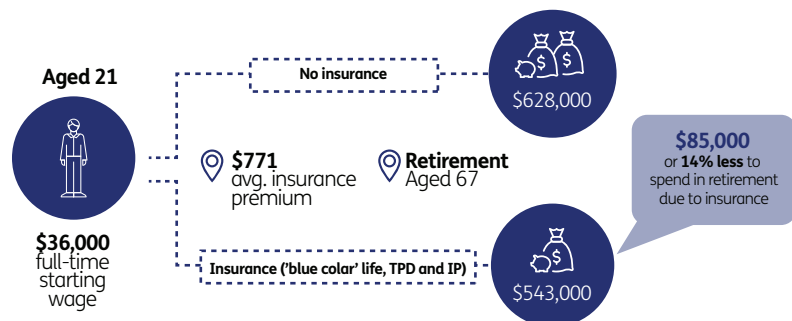 Aged 21
$36,000
full-time
starting
wage
No insurance
$628,000
$771
avg. insurance
premium
Retirement
Aged 67
Insurance ('blue colar' life, TPD and IP)
$543,000
$85,000
or 14% less to
spend in retirement
due to insurance